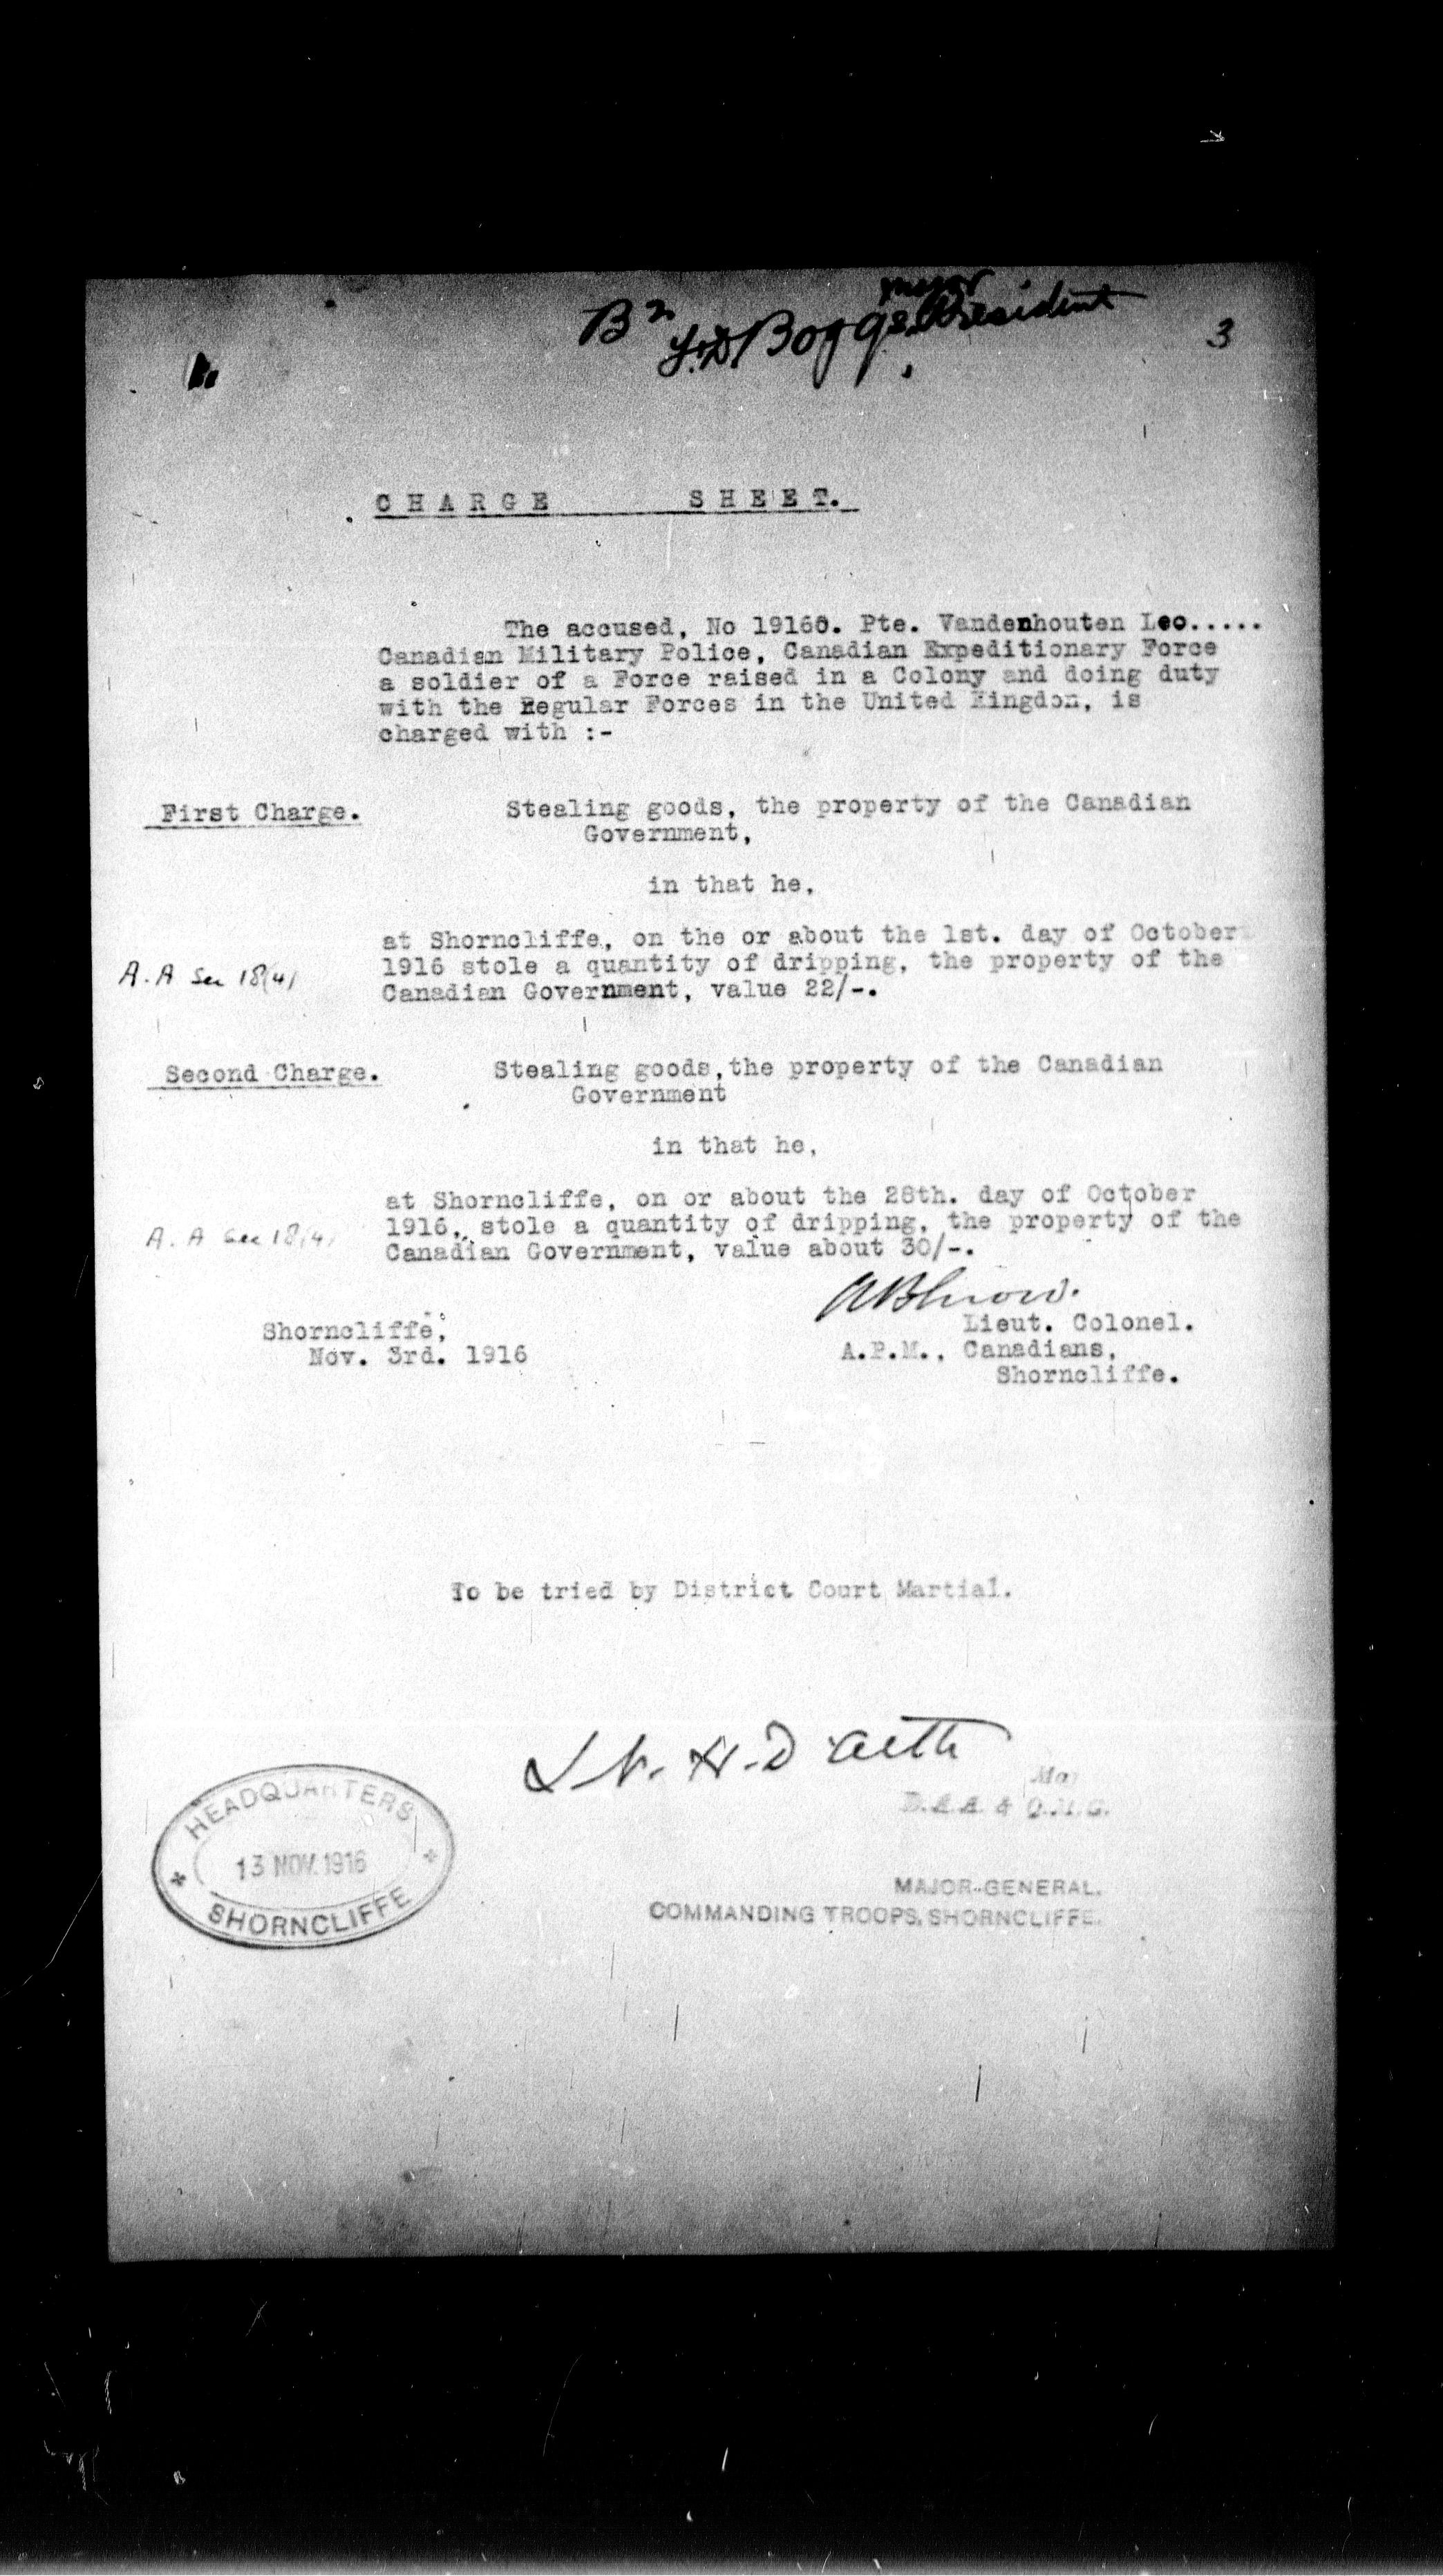 B2
Major
Boggs President
3
CHARGE SHEET.
The accused, No 19160. Pte. Vandenhouten Leo.....
Canadian Military Police, Canadian Expeditionary Force
a soldier of a Force raised in a Colony and doing duty
with the Regular Forces in the United Kingdon, is
charged with :-
First Charge.
Stealing goods, the property of the Canadian
Government,
in that he,
at Shorncliffe, on the or about the 1st. day of October
1916 stole a quantity of dripping, the property of the
A.A Sec 18(4)
Canadian Government, value 22/-.
Second Charge.
Stealing goods, the property of the Canadian
Government
in that he,
at Shorncliffe, on or about the 28th. day of October
1916, stole a quantity of dripping, the property of the
A.A Sec 18(4)
Canadian Government, value about 30/-.
Shorncliffe,
Nov. 3rd. 1916
Lieut. Colonel.
A.P.M., Canadians,
Shorncliffe.
To be tried by District Court Martial.
D'Aeth
Maj
D.A.A. & Q.M.G.
HEADQUARTERS
13 NOV. 1916
SHORNCLIFFE
MAJOR-GENERAL.
COMMANDING TROOPS, SHORNCLIFFE.